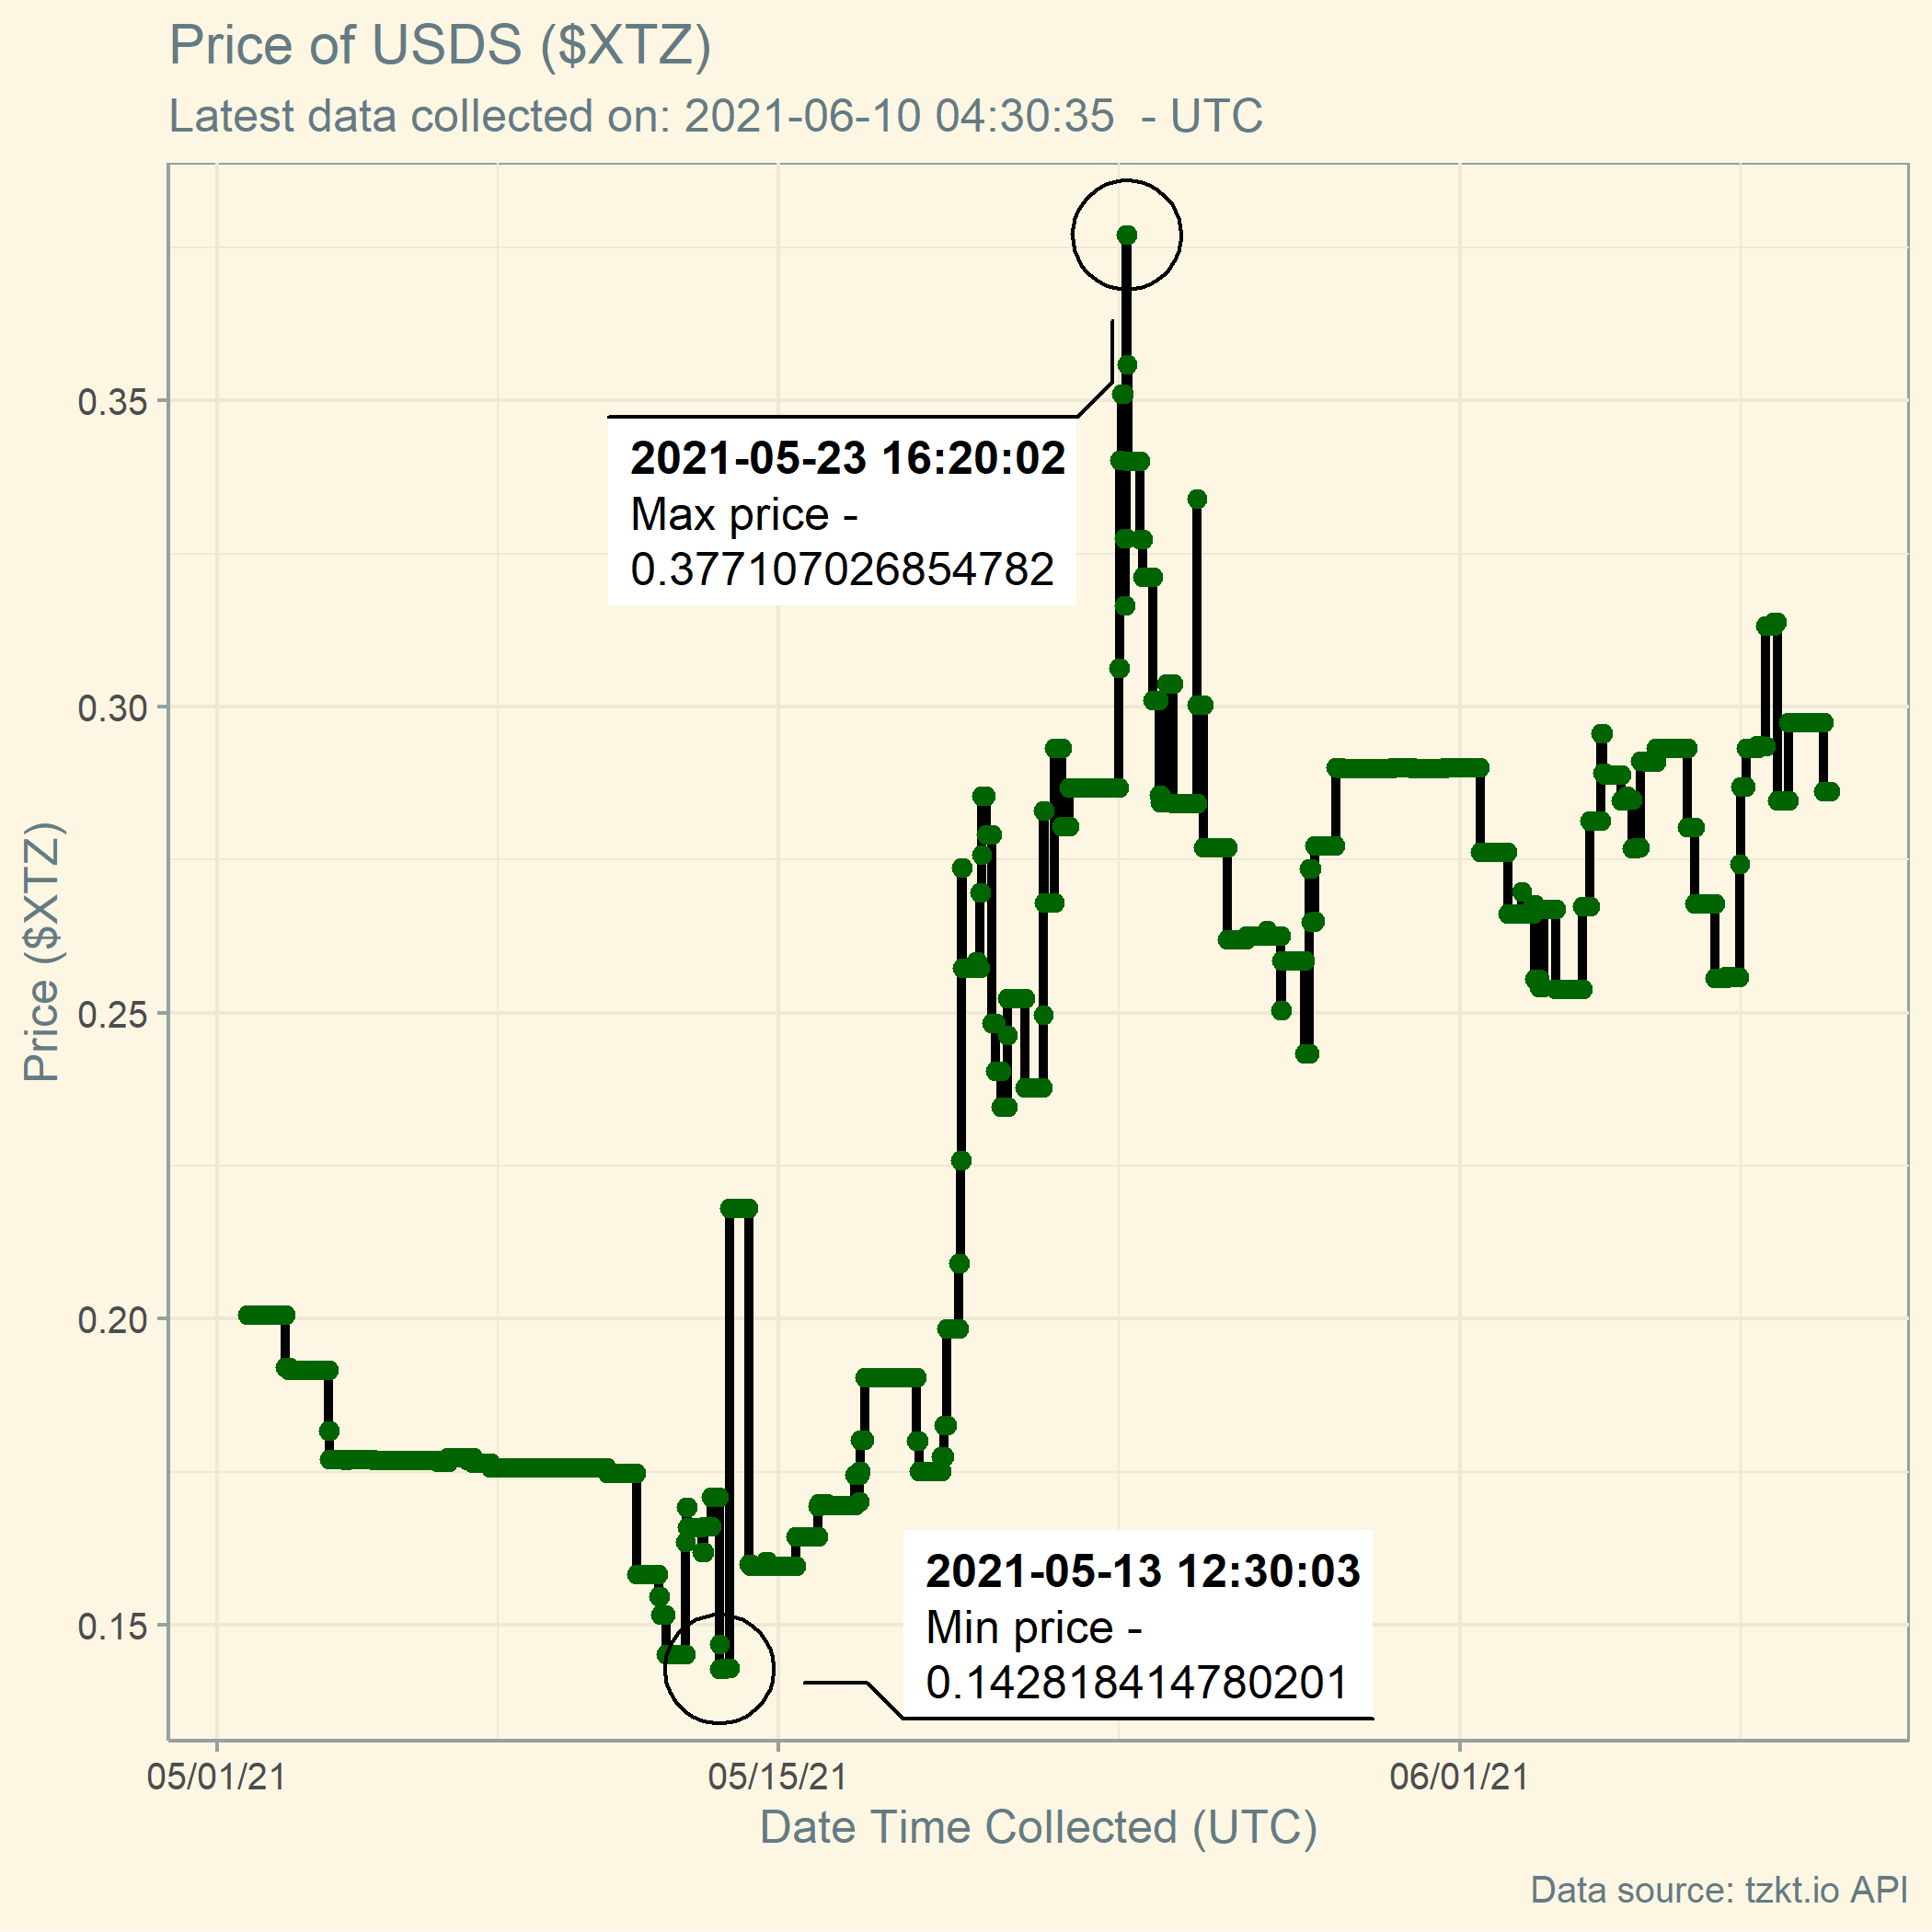 Price of USDS ($XTZ)
Latest data collected on: 2021-06-10 04:30:35  - UTC
Price ($XTZ)
0.35
0.30
0.25
0.20
0.15
2021-05-23 16:20:02
Max price -
0.377107026854782
2021-05-13 12:30:03
Min price -
0.142818414780201
05/01/21
05/15/21
06/01/21
Date Time Collected (UTC)
Data source: tzkt.io API